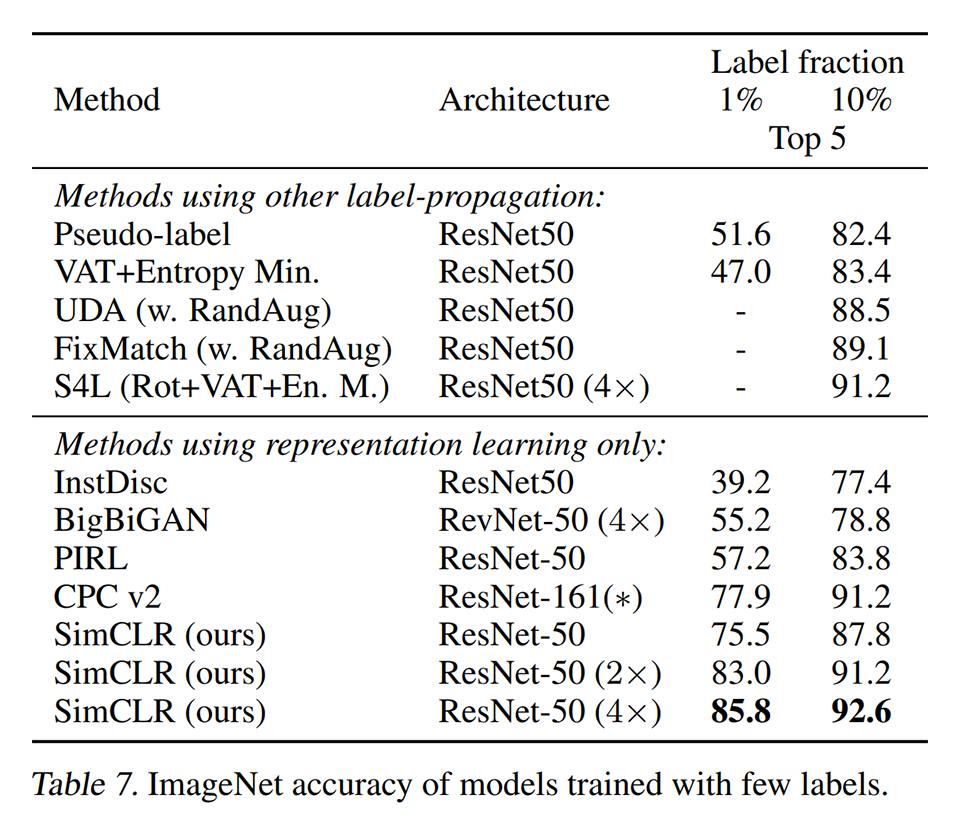 Label fraction
Method Architecture 1% 10%
Top 5
Methods using other label-propagation:
Pseudo-label ResNet50 51.6 82.4
VAT+Entropy Min. ResNet50 47.0 83.4
UDA (w. RandAug) ResNet50 - 88.5
FixMatch (w. RandAug) ResNet50 - 89.1
S4L (Rot+VAT+En. M.) ResNet50 (4×) - 91.2
Methods using representation learning only:
InstDisc ResNet50 39.2 77.4
BigBiGAN RevNet-50 (4×) 55.2 78.8
PIRL ResNet-50 57.2 83.8
CPC v2 ResNet-161(∗) 77.9 91.2
SimCLR (ours) ResNet-50 75.5 87.8
SimCLR (ours) ResNet-50 (2×) 83.0 91.2
SimCLR (ours) ResNet-50 (4×) 85.8 92.6
Table 7. ImageNet accuracy of models trained with few labels.